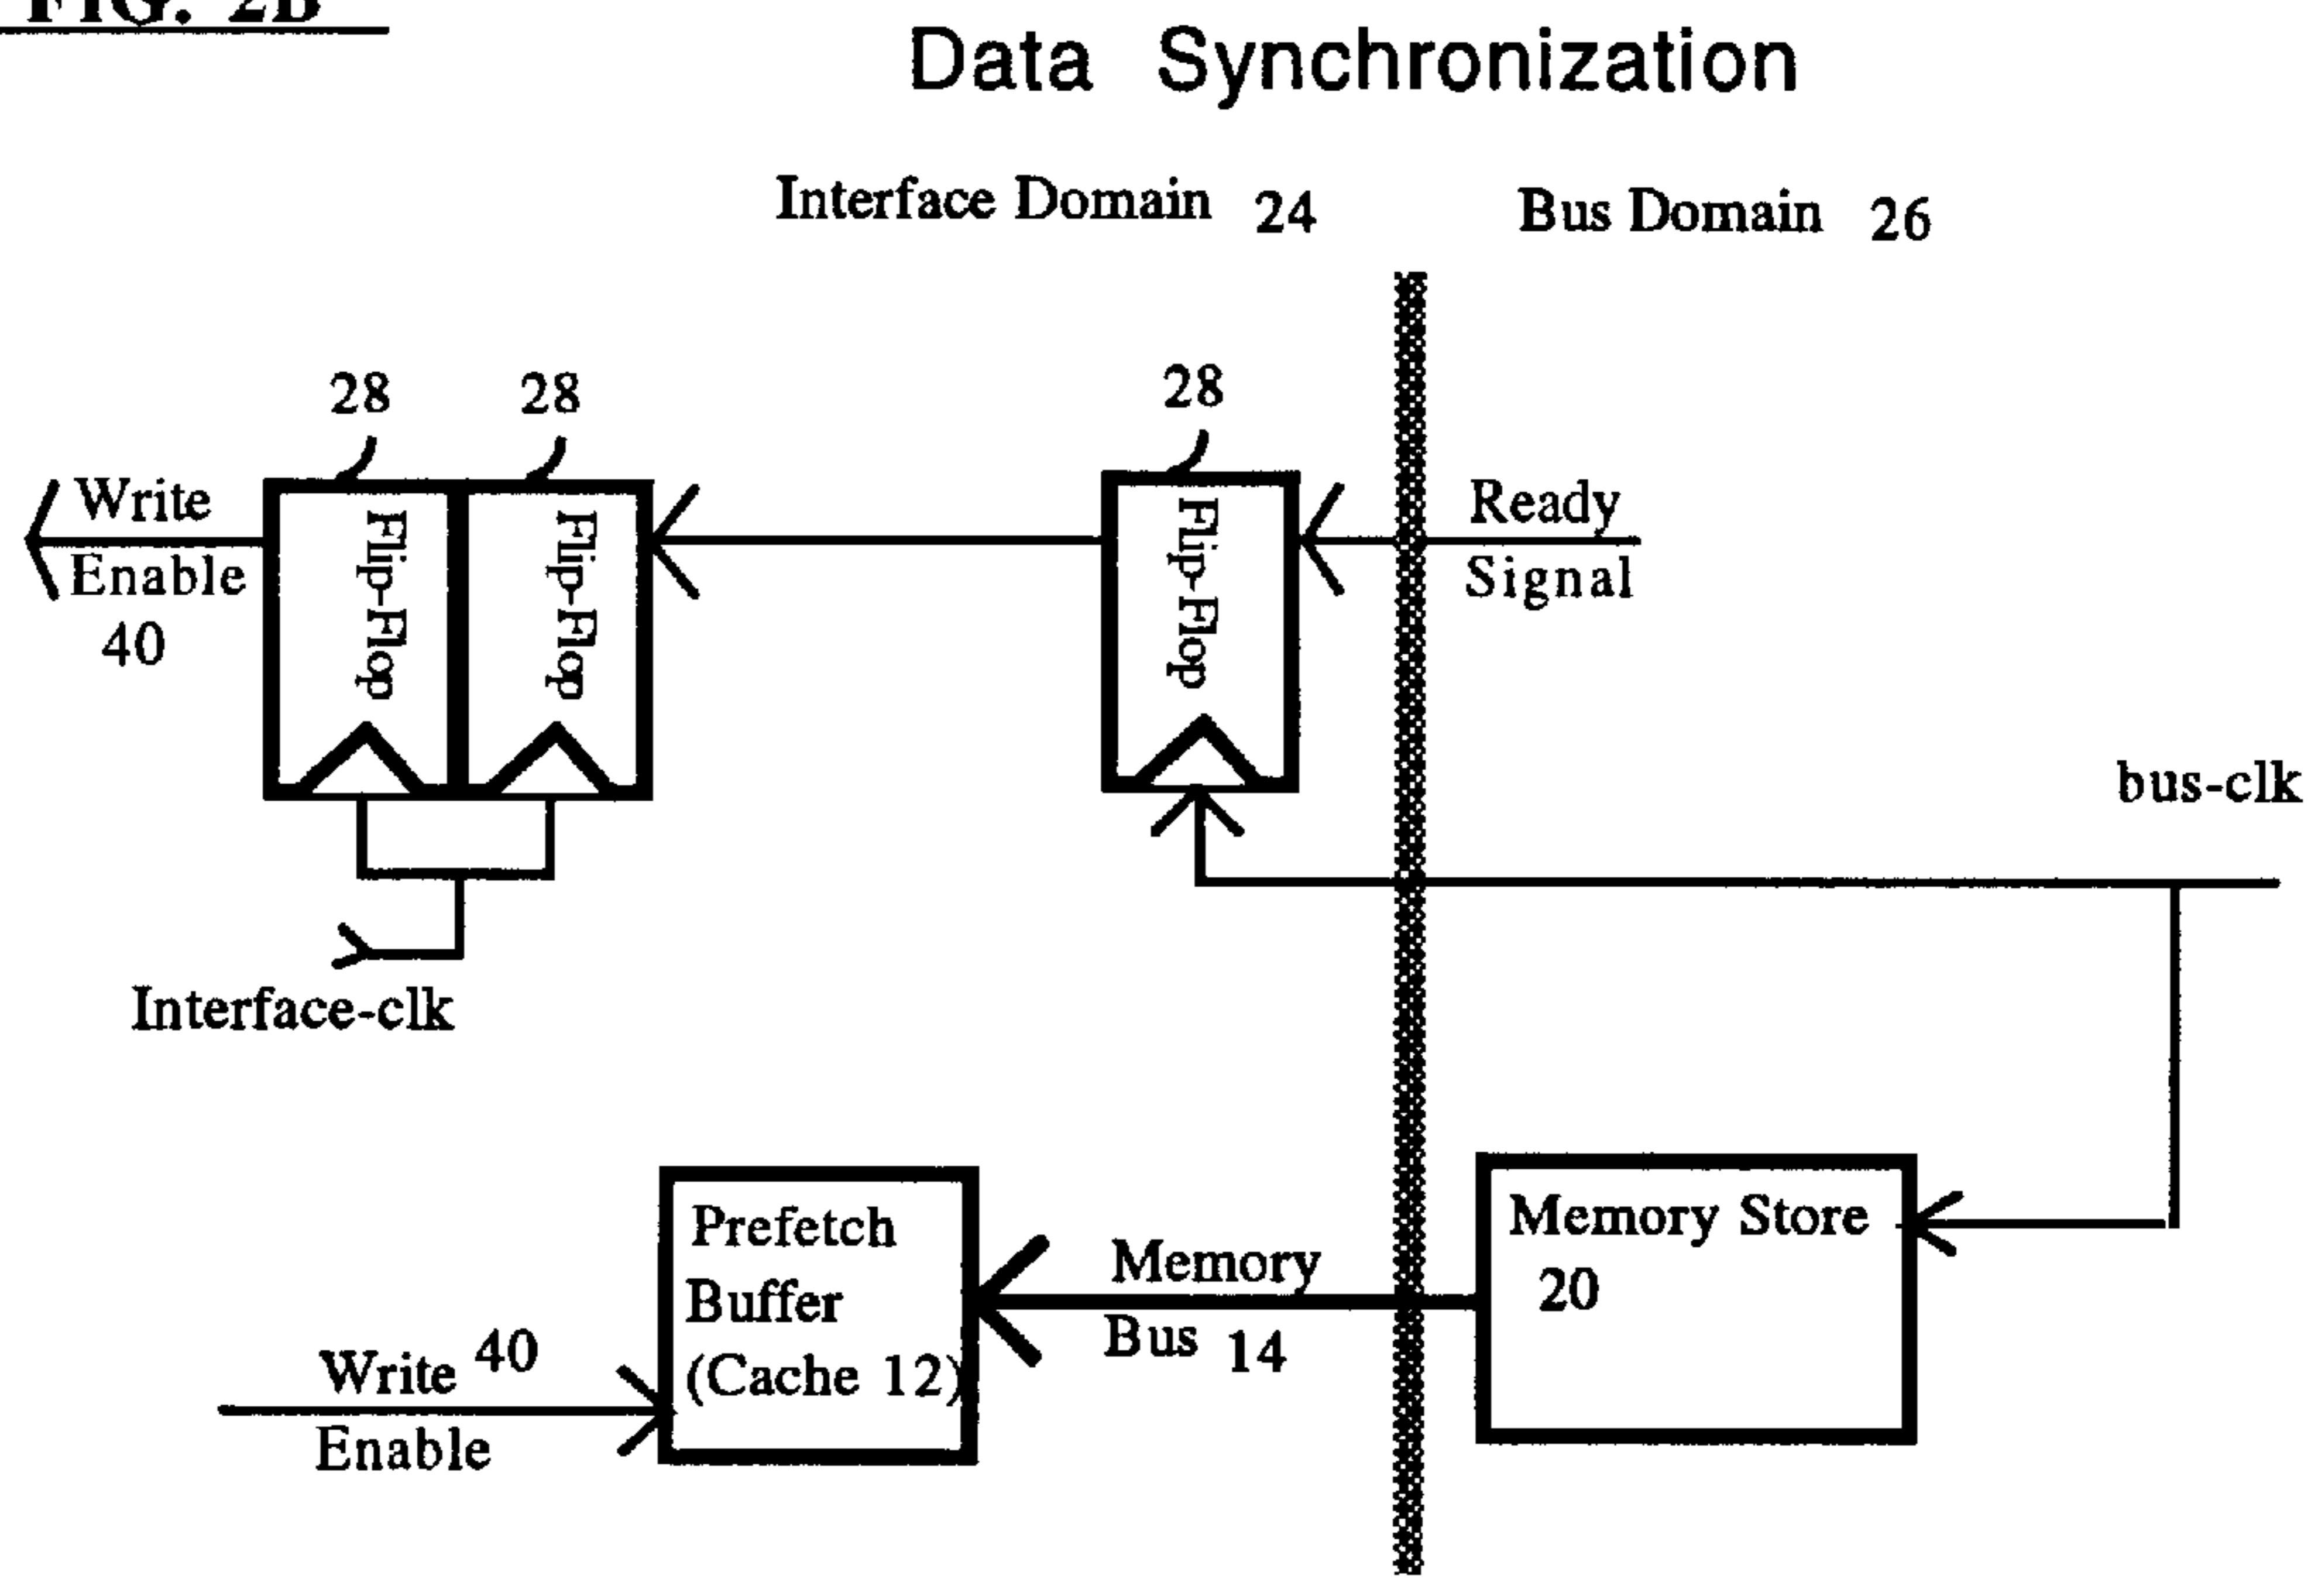 FIG. 2B
Data Synchronization
Interface Domain 24
Bus Domain 26
28
28
28
Write
Enable
40
Flip-Flop
Flip-Flop
Flip-Flop
Ready
Signal
bus-clk
Interface-clk
Prefetch
Buffer
(Cache 12)
Memory
Bus 14
Memory Store
20
Write 40
Enable